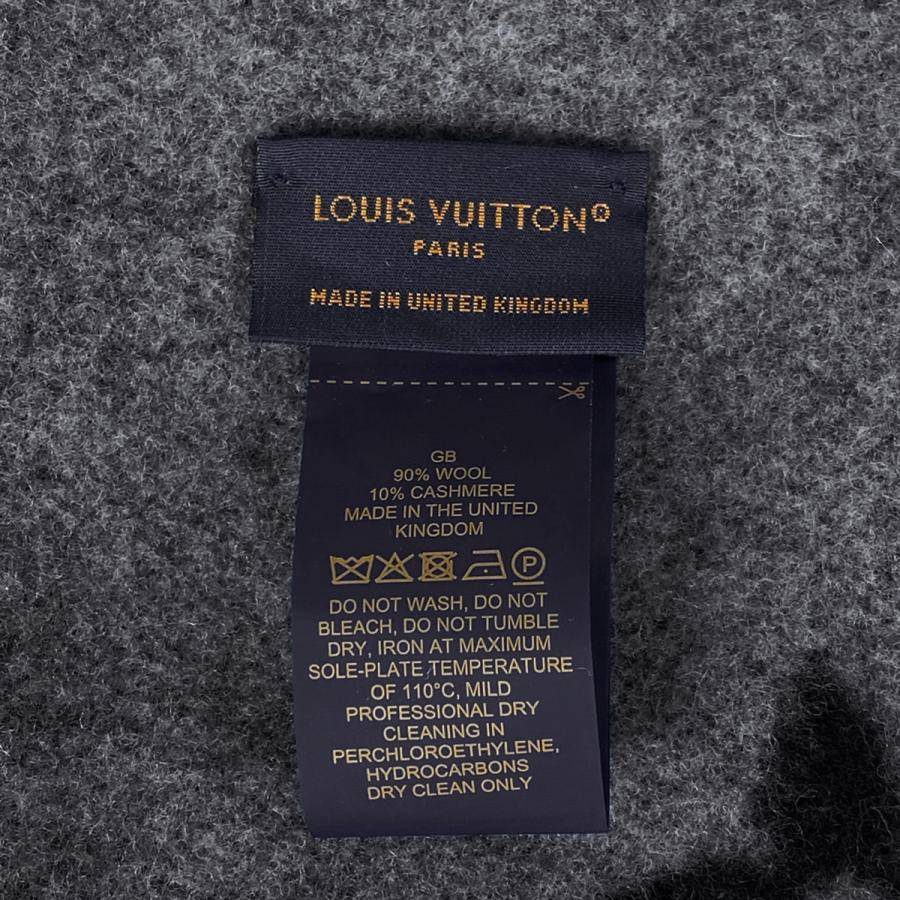 LOUIS VUITTON®
PARIS
MADE IN UNITED KINGDOM
GB
90% WOOL
10% CASHMERE
MADE IN THE UNITED
KINGDOM
P
DO NOT WASH, DO NOT
BLEACH, DO NOT TUMBLE
DRY, IRON AT MAXIMUM
SOLE-PLATE TEMPERATURE
OF 110°C, MILD
PROFESSIONAL DRY
CLEANING IN
PERCHLOROETHYLENE,
HYDROCARBONS
DRY CLEAN ONLY